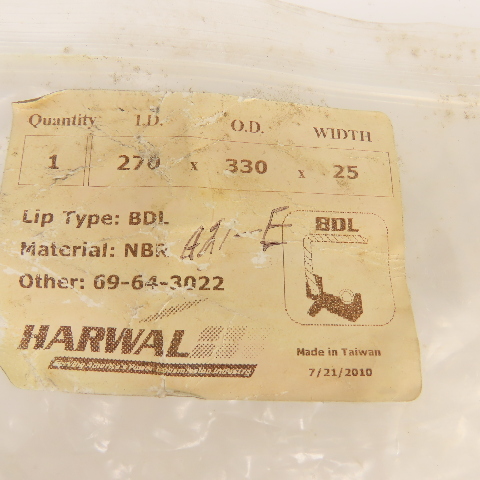 Quantity I.D. O.D. WIDTH
1 270 x 330 x 25
Lip Type: BDL
Material: NBR
Other: 69-64-3022
BDL
HARWAL
Made in Taiwan
7/21/2010